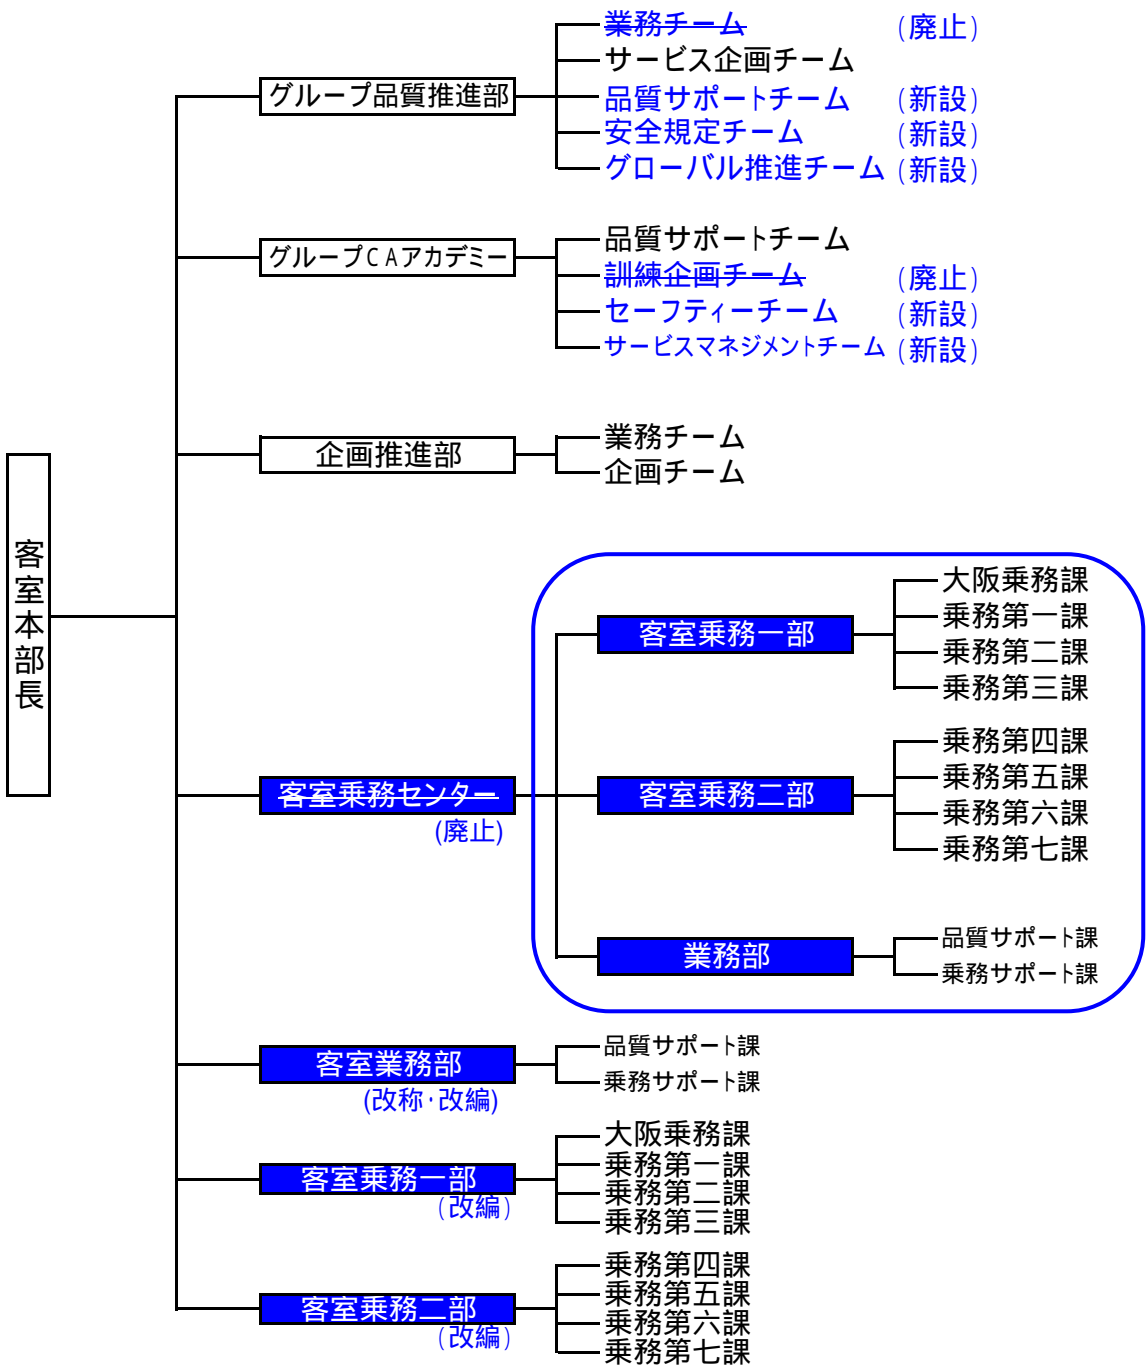 業務チーム (廃止)
サービス企画チーム
グループ品質推進部
品質サポートチーム (新設)
安全規定チーム (新設)
グローバル推進チーム (新設)
品質サポートチーム
グループCAアカデミー
訓練企画チーム (廃止)
セーフティーチーム (新設)
サービスマネジメントチーム (新設)
業務チーム
企画推進部
企画チーム
客室本部長
大阪乗務課
乗務第一課
客室乗務一部
乗務第二課
乗務第三課
乗務第四課
乗務第五課
客室乗務センター
(廃止)
客室乗務二部
乗務第六課
乗務第七課
品質サポート課
業務部
乗務サポート課
品質サポート課
客室業務部
(改称・改編)
乗務サポート課
大阪乗務課
乗務第一課
客室乗務一部
(改編)
乗務第二課
乗務第三課
乗務第四課
乗務第五課
客室乗務二部
(改編)
乗務第六課
乗務第七課